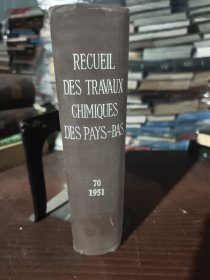 RECUEIL
DES TRAVAUX
CHIMIQUES
DES PAYS-BAS
70
1951